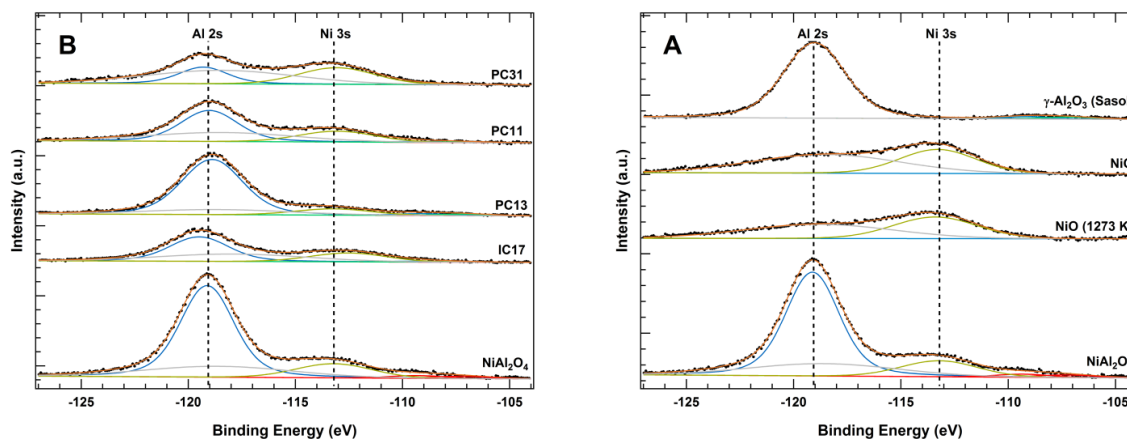 B
Al 2s
Ni 3s
PC31
PC11
PC13
IC17
NiAl₂O₄
Intensity (a.u.)
-125
-120
-115
-110
-105
Binding Energy (eV)
A
Al 2s
Ni 3s
γ-Al₂O₃ (Sasol
NiO
NiO (1273 K
NiAl₂O
Intensity (a.u.)
-125
-120
-115
-110
-105
Binding Energy (eV)